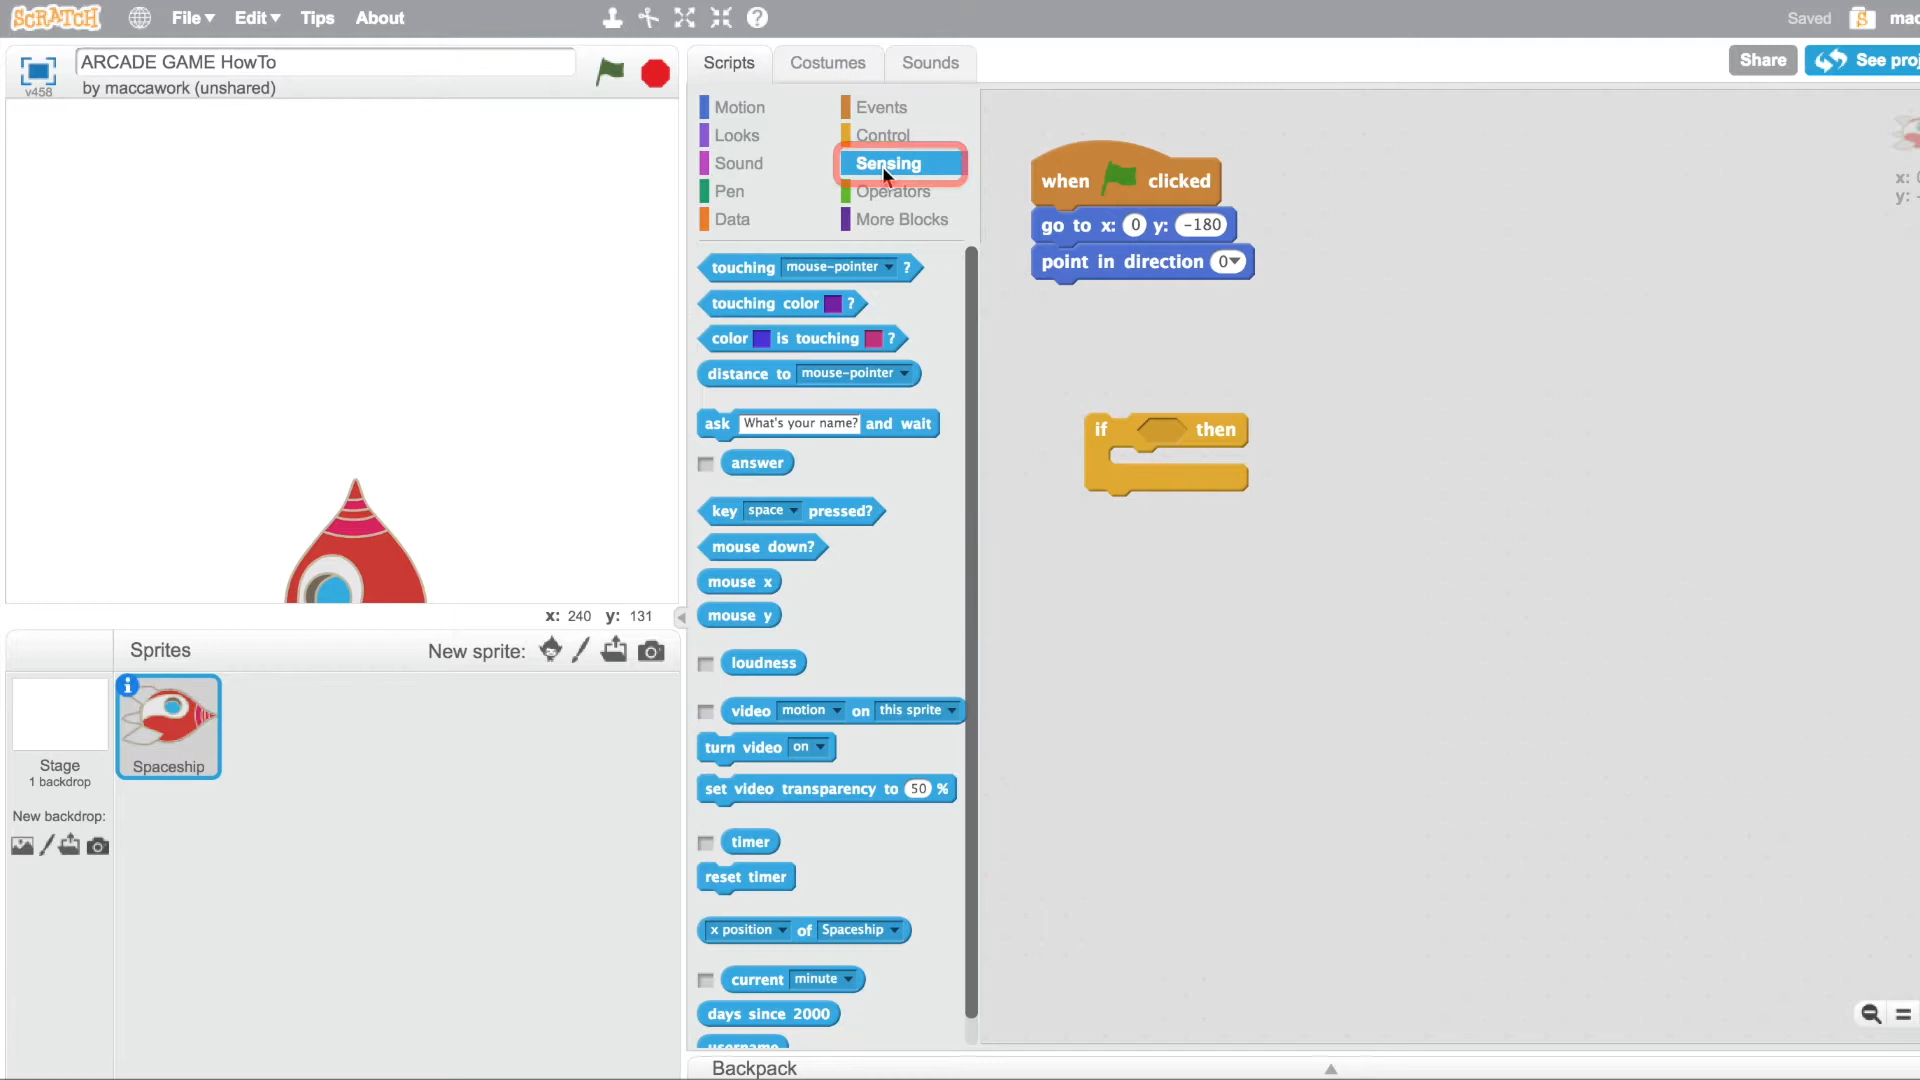 SCRATCH File Edit Tips About Saved mac
v458 ARCADE GAME HowTo
by maccawork (unshared)
Scripts Costumes Sounds Share See proj
Motion Events
Looks Control
Sound Sensing
Pen Operators
Data More Blocks
touching mouse-pointer ?
touching color ?
color is touching ?
distance to mouse-pointer
ask What's your name? and wait
answer
key space pressed?
mouse down?
mouse x
mouse y
loudness
video motion on this sprite
turn video on
set video transparency to 50 %
timer
reset timer
x position of Spaceship
current minute
days since 2000
username
when clicked
go to x: 0 y: -180
point in direction 0
if then
x:
y: -
x: 240 y: 131
Sprites New sprite:
i
Spaceship
Stage
1 backdrop
New backdrop:
Backpack